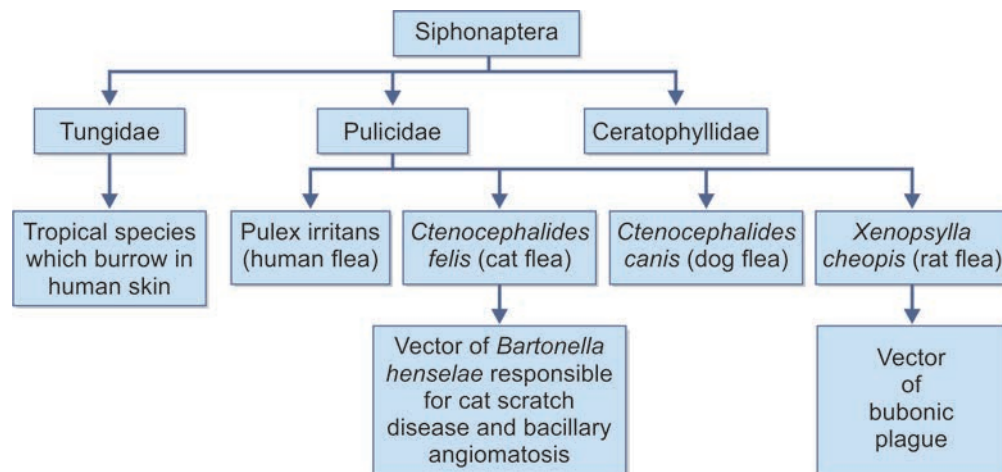 Siphonaptera
Tungidae
Pulicidae
Ceratophyllidae
Tropical species
which burrow in
human skin
Pulex irritans
(human flea)
Ctenocephalides
felis (cat flea)
Ctenocephalides
canis (dog flea)
Xenopsylla
cheopis (rat flea)
Vector of Bartonella
henselae responsible
for cat scratch
disease and bacillary
angiomatosis
Vector
of
bubonic
plague